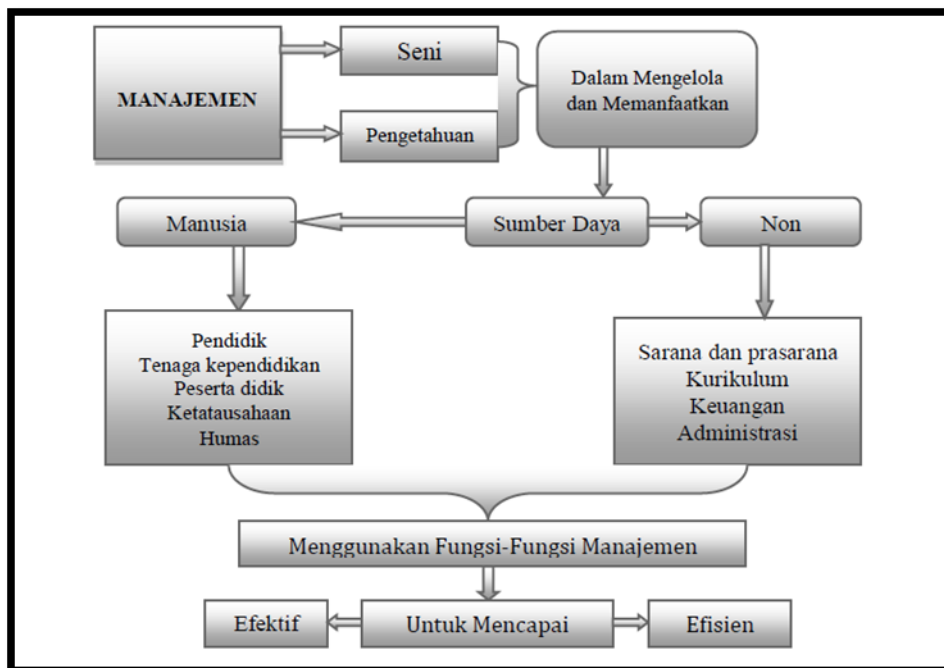 MANAJEMEN
Seni
Pengetahuan
Dalam Mengelola
dan Memanfaatkan
Manusia
Sumber Daya
Non
Pendidik
Tenaga kependidikan
Peserta didik
Ketatausahaan
Humas
Sarana dan prasarana
Kurikulum
Keuangan
Administrasi
Menggunakan Fungsi-Fungsi Manajemen
Efektif
Untuk Mencapai
Efisien